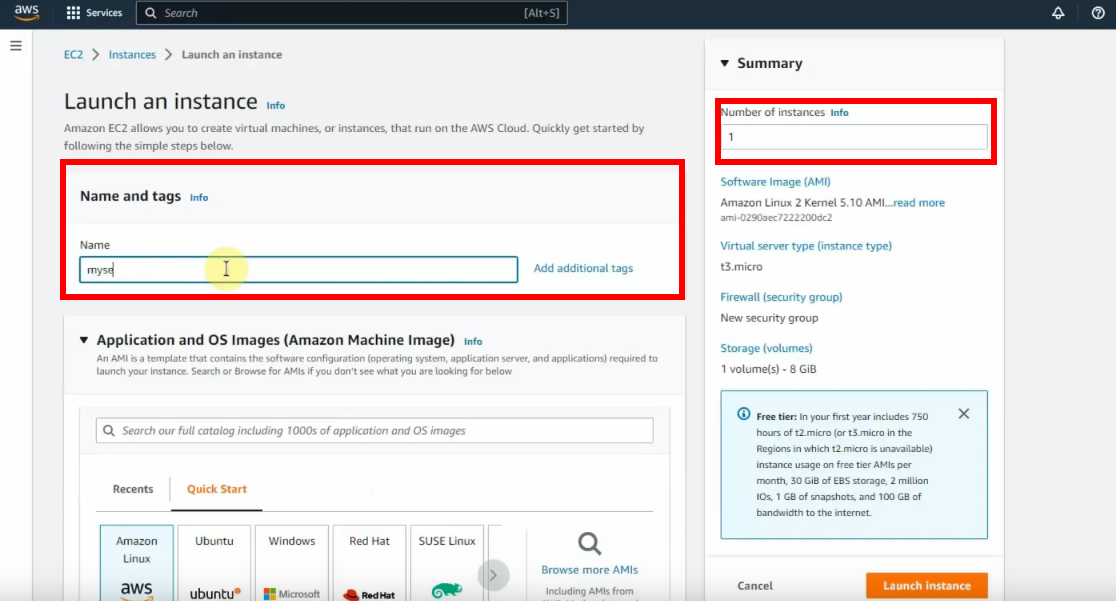 aws
Services
Search
[Alt+S]
EC2 > Instances > Launch an instance
Launch an instance Info
Amazon EC2 allows you to create virtual machines, or instances, that run on the AWS Cloud. Quickly get started by
following the simple steps below.
Name and tags Info
Name
myse
Add additional tags
Application and OS Images (Amazon Machine Image) Info
An AMI is a template that contains the software configuration (operating system, application server, and applications) required to
launch your instance. Search or Browse for AMIs if you don't see what you are looking for below
Search our full catalog including 1000s of application and OS images
Recents
Quick Start
Amazon
Linux
aws
Ubuntu
ubuntu
Windows
Microsoft
Red Hat
Red Hat
SUSE Linux
Browse more AMIs
Including AMIs from
Summary
Number of instances Info
1
Software Image (AMI)
Amazon Linux 2 Kernel 5.10 AMI...read more
ami-0290aec7222200dc2
Virtual server type (instance type)
t3.micro
Firewall (security group)
New security group
Storage (volumes)
1 volume(s) - 8 GiB
Free tier: In your first year includes 750
hours of t2.micro (or t3.micro in the
Regions in which t2.micro is unavailable)
instance usage on free tier AMIs per
month, 30 GiB of EBS storage, 2 million
IOs, 1 GB of snapshots, and 100 GB of
bandwidth to the internet.
Cancel
Launch instance